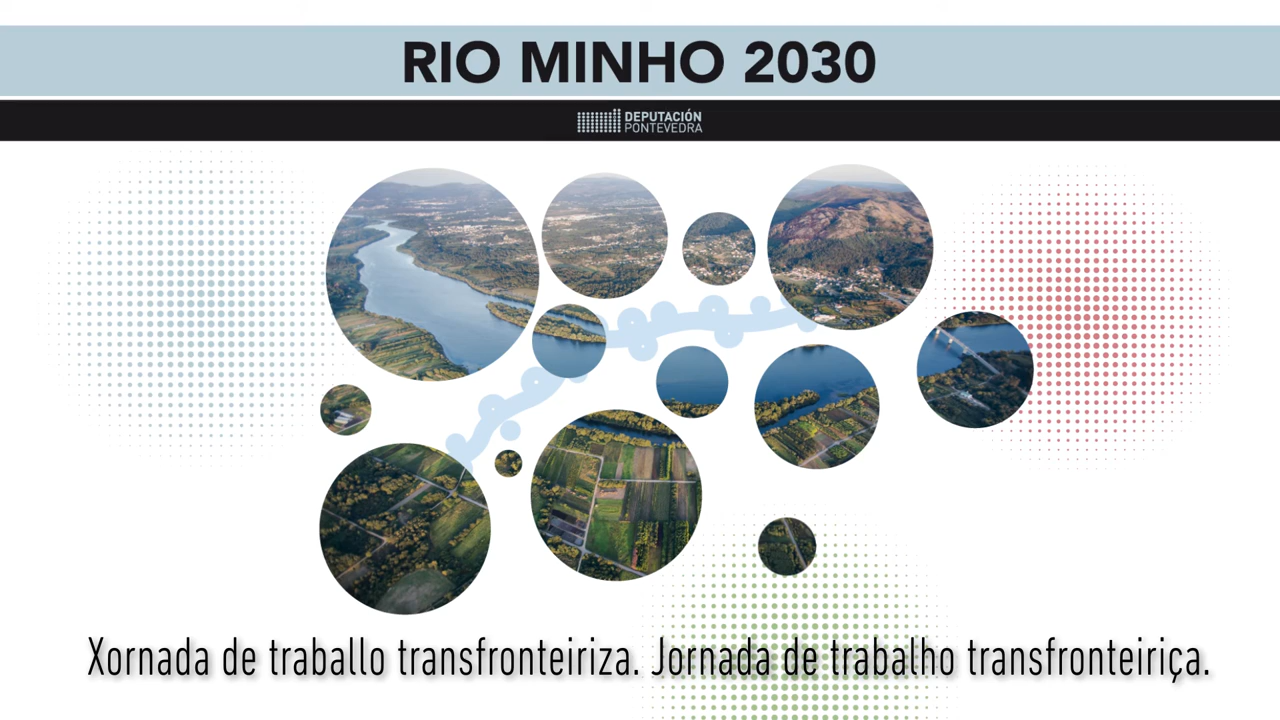 RIO MINHO 2030
DEPUTACIÓN
PONTEVEDRA
Xornada de traballo transfronteiriza. Jornada de trabalho transfronteiriça.